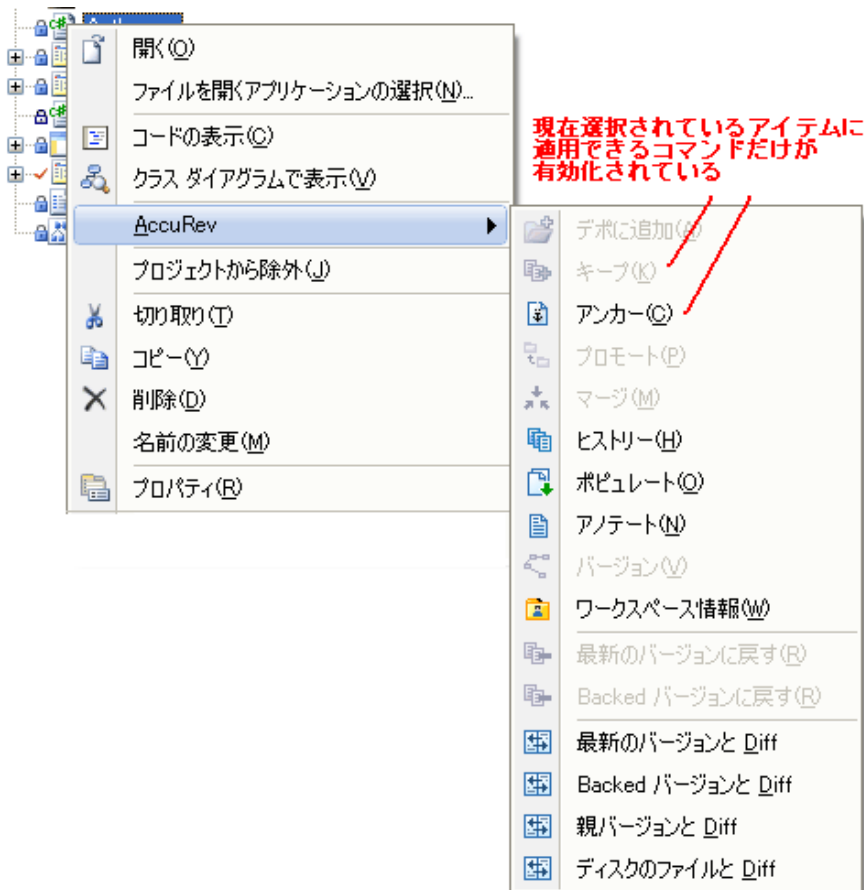 開く(O)
ファイルを開くアプリケーションの選択(N)...
コードの表示(C)
クラス ダイアグラムで表示(V)
AccuRev
プロジェクトから除外(J)
切り取り(T)
コピー(Y)
削除(D)
名前の変更(M)
プロパティ(R)
現在選択されているアイテムに
適用できるコマンドだけが
有効化されている
デポに追加(A)
キープ(K)
アンカー(C)
プロモート(P)
マージ(M)
ヒストリー(H)
ポピュレート(O)
アノテート(N)
バージョン(V)
ワークスペース情報(W)
最新のバージョンに戻す(R)
Backed バージョンに戻す(R)
最新のバージョンと Diff
Backed バージョンと Diff
親バージョンと Diff
ディスクのファイルと Diff